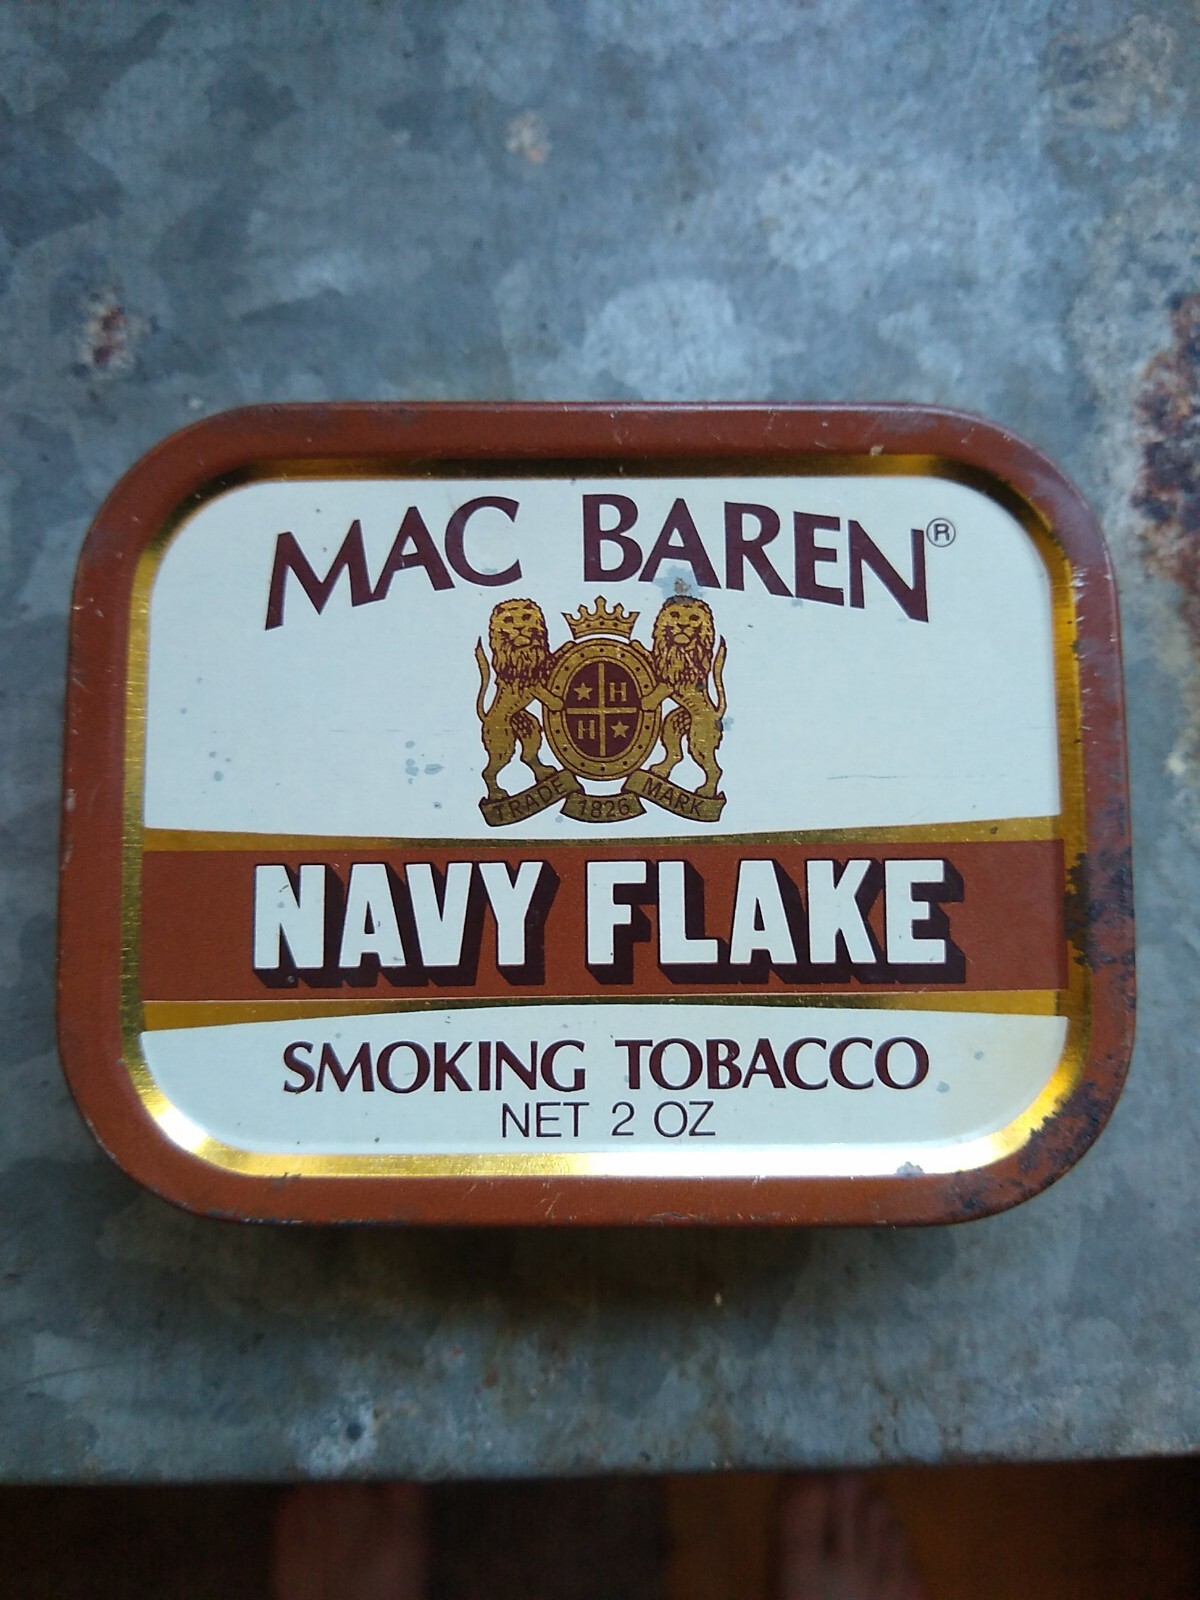 MAC BAREN®
★ H
H ★
TRADE 1826 MARK
NAVY FLAKE
SMOKING TOBACCO
NET 2 OZ